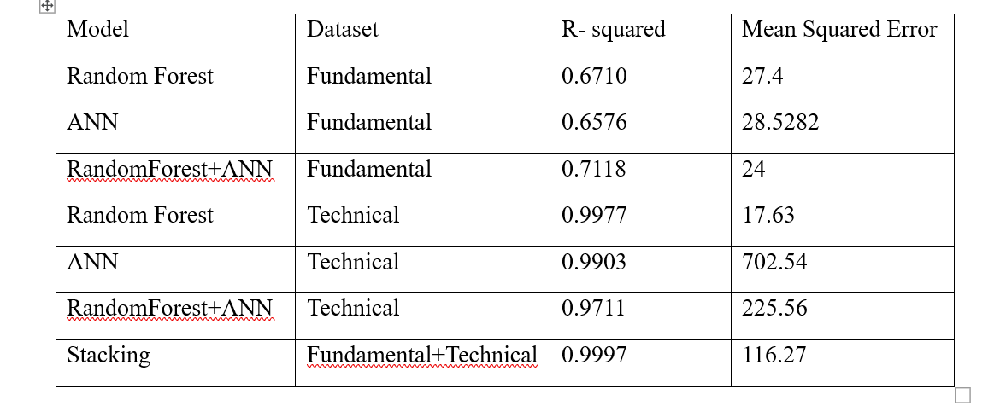 Model Dataset R- squared Mean Squared Error
Random Forest Fundamental 0.6710 27.4
ANN Fundamental 0.6576 28.5282
RandomForest+ANN Fundamental 0.7118 24
Random Forest Technical 0.9977 17.63
ANN Technical 0.9903 702.54
RandomForest+ANN Technical 0.9711 225.56
Stacking Fundamental+Technical 0.9997 116.27